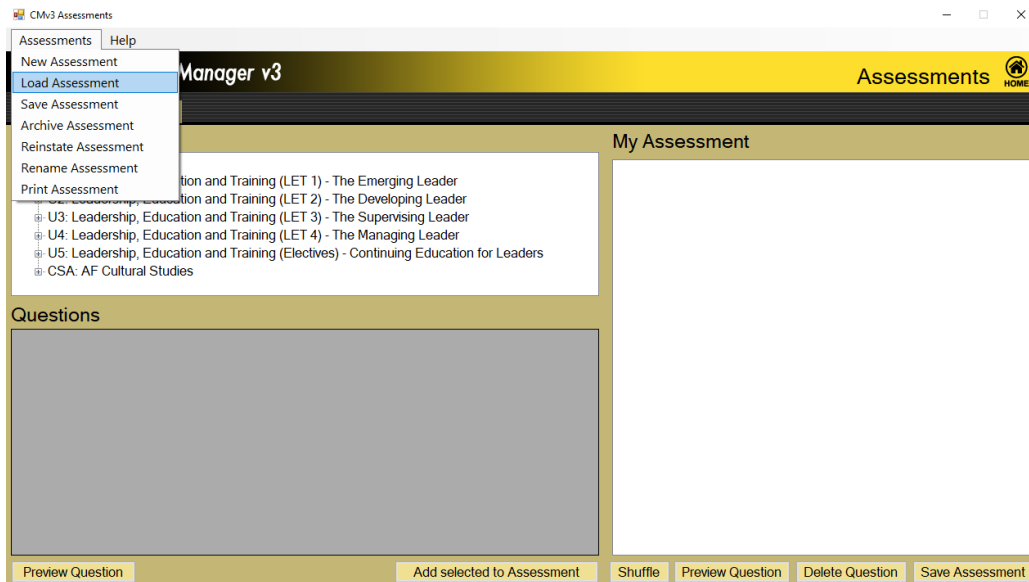 CMv3 Assessments
Assessments Help
New Assessment
Load Assessment
Save Assessment
Archive Assessment
Reinstate Assessment
Rename Assessment
Print Assessment
Manager v3
Assessments
HOME
My Assessment
tion and Training (LET 1) - The Emerging Leader
U2: Leadership, Education and Training (LET 2) - The Developing Leader
U3: Leadership, Education and Training (LET 3) - The Supervising Leader
U4: Leadership, Education and Training (LET 4) - The Managing Leader
U5: Leadership, Education and Training (Electives) - Continuing Education for Leaders
CSA: AF Cultural Studies
Questions
Preview Question
Add selected to Assessment
Shuffle
Preview Question
Delete Question
Save Assessment